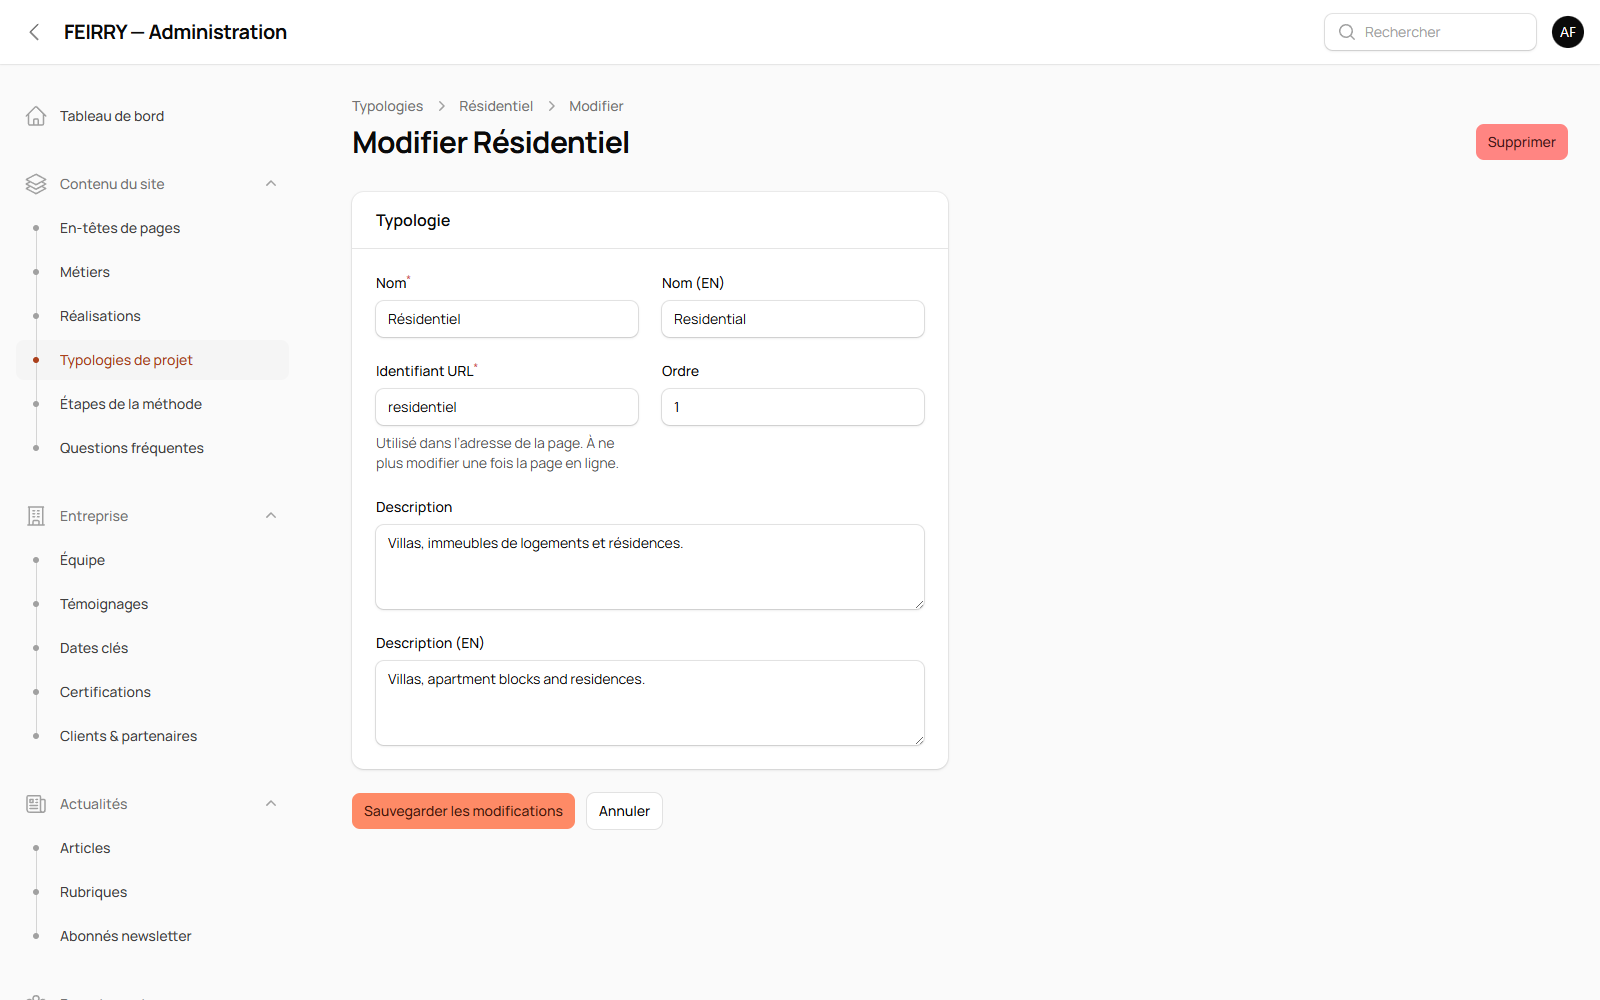 FEIRRY — Administration
Rechercher
AF
Tableau de bord
Contenu du site
En-têtes de pages
Métiers
Réalisations
Typologies de projet
Étapes de la méthode
Questions fréquentes
Entreprise
Équipe
Témoignages
Dates clés
Certifications
Clients & partenaires
Actualités
Articles
Rubriques
Abonnés newsletter
Typologies > Résidentiel > Modifier
Modifier Résidentiel
Supprimer
Typologie
Nom*
Nom (EN)
Résidentiel
Residential
Identifiant URL*
Ordre
residentiel
1
Utilisé dans l'adresse de la page. À ne
plus modifier une fois la page en ligne.
Description
Villas, immeubles de logements et résidences.
Description (EN)
Villas, apartment blocks and residences.
Sauvegarder les modifications
Annuler